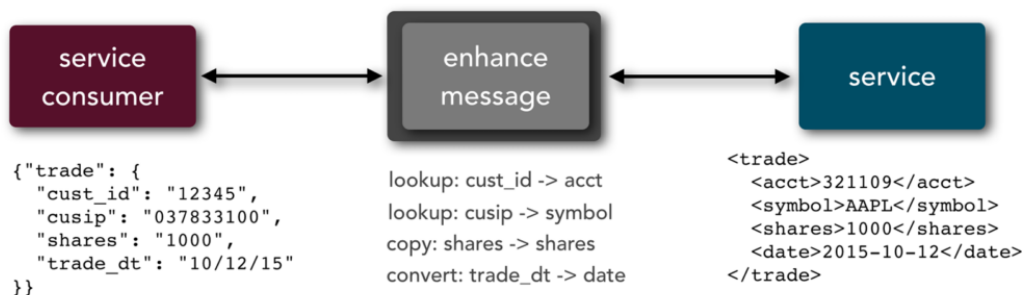 service
consumer
enhance
message
service
{"trade": {
"cust_id": "12345",
"cusip": "037833100",
"shares": "1000",
"trade_dt": "10/12/15"
}}
lookup: cust_id -> acct
lookup: cusip -> symbol
copy: shares -> shares
convert: trade_dt -> date
<trade>
<acct>321109</acct>
<symbol>AAPL</symbol>
<shares>1000</shares>
<date>2015-10-12</date>
</trade>